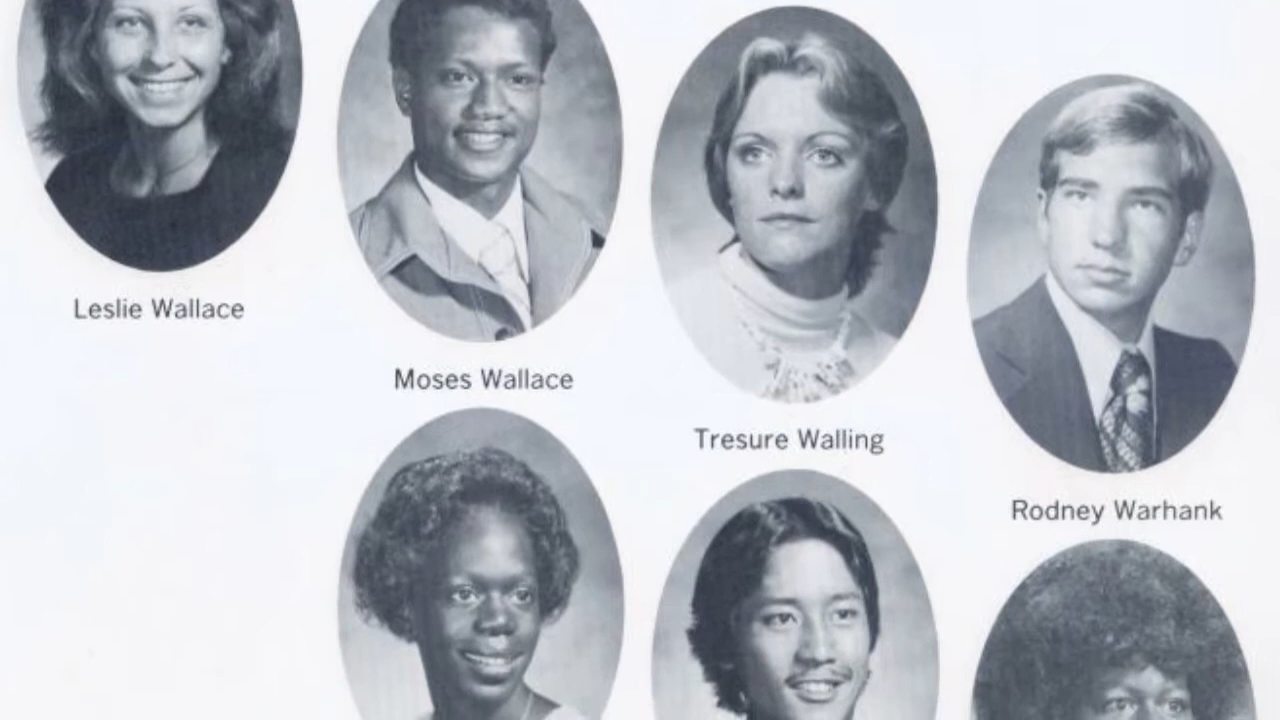 Leslie Wallace
Moses Wallace
Tresure Walling
Rodney Warhank